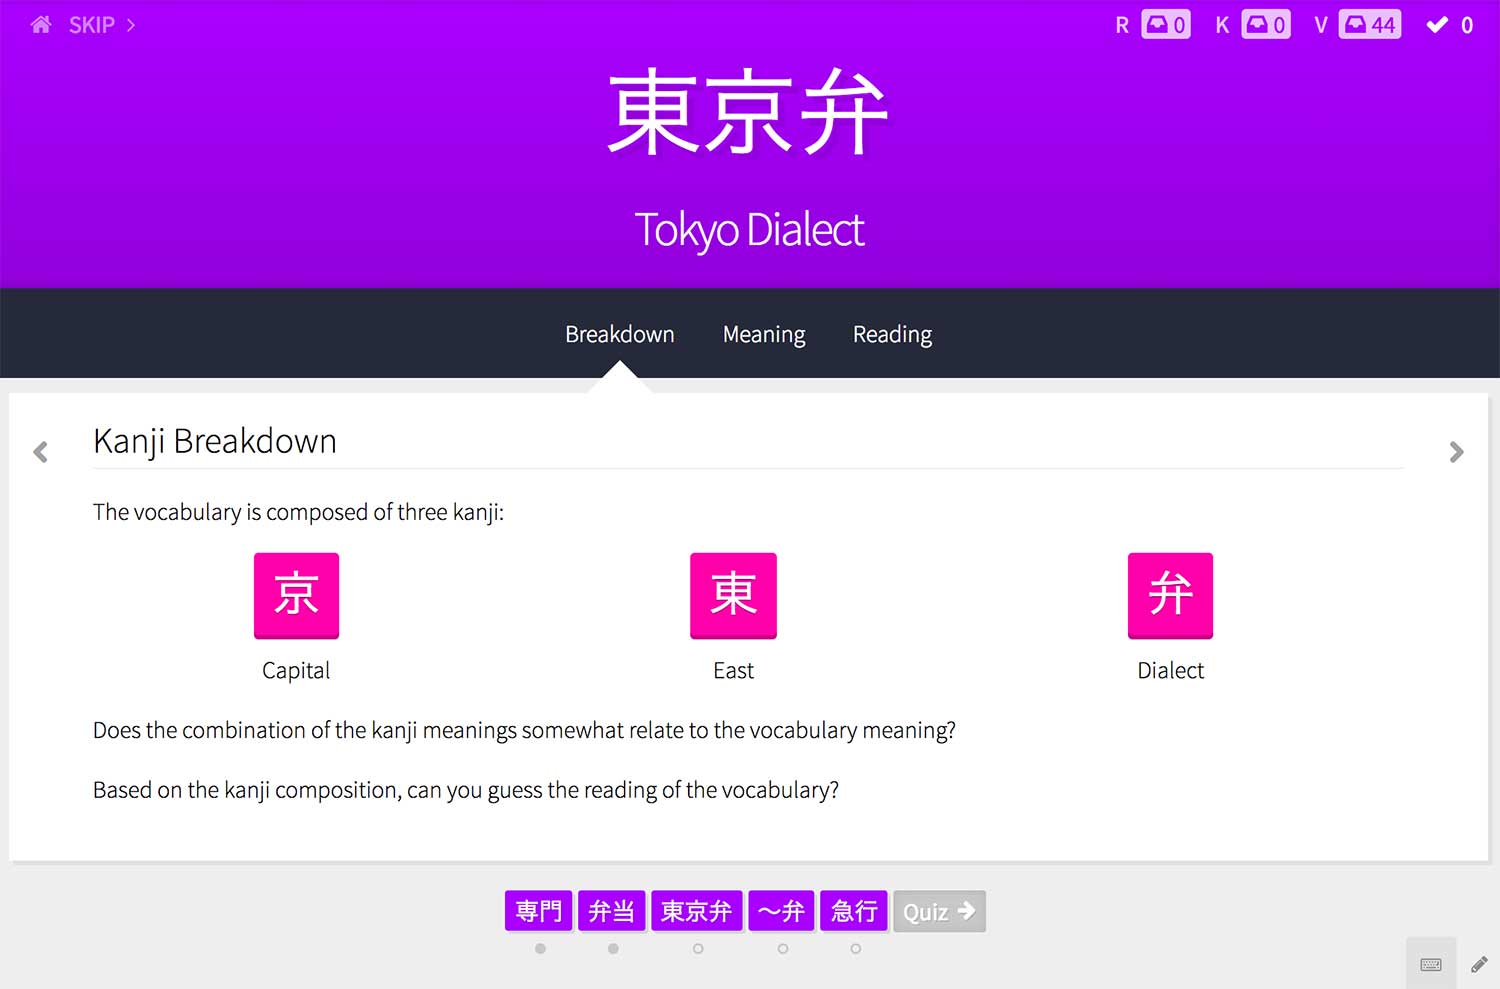 SKIP
R 0 K 0 V 44 0
東京弁
Tokyo Dialect
Breakdown Meaning Reading
Kanji Breakdown
The vocabulary is composed of three kanji:
京 東 弁
Capital East Dialect
Does the combination of the kanji meanings somewhat relate to the vocabulary meaning?
Based on the kanji composition, can you guess the reading of the vocabulary?
専門 弁当 東京弁 〜弁 急行 Quiz